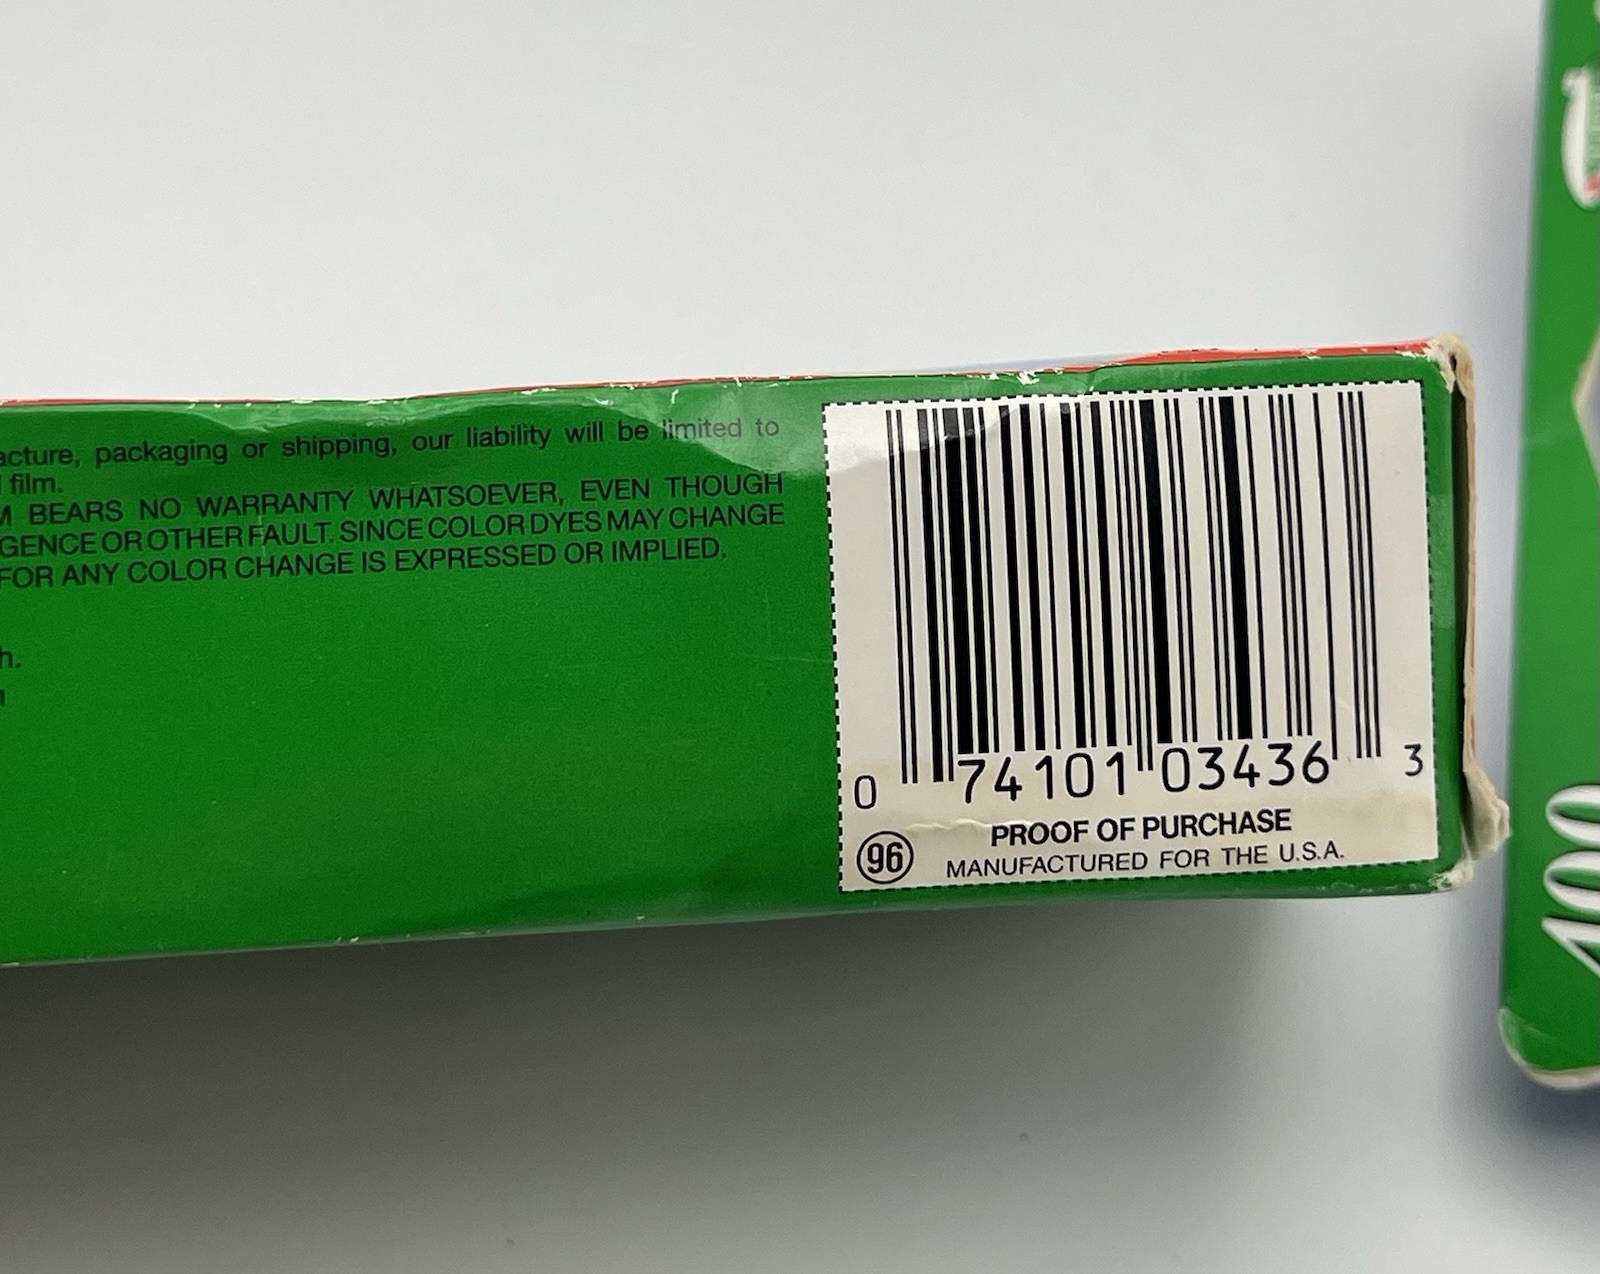 acture, packaging or shipping, our liability will be limited to
film.
BEARS NO WARRANTY WHATSOEVER, EVEN THOUGH
GENCE OR OTHER FAULT. SINCE COLOR DYES MAY CHANGE
FOR ANY COLOR CHANGE IS EXPRESSED OR IMPLIED.
h.
0 74101 03436 3
96
PROOF OF PURCHASE
MANUFACTURED FOR THE U.S.A.
100